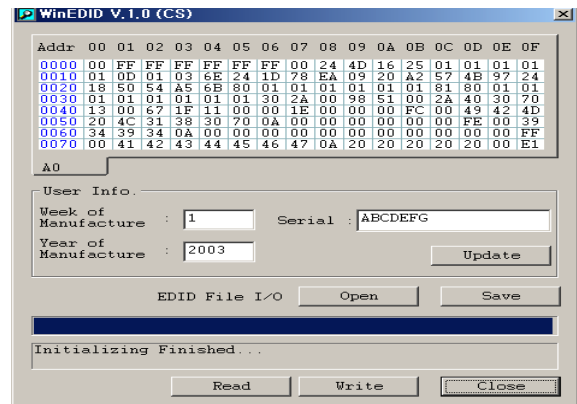 WinEDID V.1.0 (CS)
Addr 00 01 02 03 04 05 06 07 08 09 0A 0B 0C 0D 0E 0F
0000 00 FF FF FF FF FF FF 00 24 4D 16 25 01 01 01 01
0010 01 0D 01 03 6E 24 1D 78 EA 09 20 A2 57 4B 97 24
0020 18 50 54 A5 6B 80 01 01 01 01 01 01 81 80 01 01
0030 01 01 01 01 01 01 30 2A 00 98 51 00 2A 40 30 70
0040 13 00 67 1F 11 00 00 1E 00 00 00 FC 00 49 42 4D
0050 20 4C 31 38 30 70 0A 00 00 00 00 00 00 FE 00 39
0060 34 39 34 0A 00 00 00 00 00 00 00 00 00 00 00 FF
0070 00 41 42 43 44 45 46 47 0A 20 20 20 20 20 00 E1
A0
User Info.
Week of Manufacture : 1 Serial : ABCDEFG
Year of Manufacture : 2003 Update
EDID File I/O Open Save
Initializing Finished...
Read Write Close